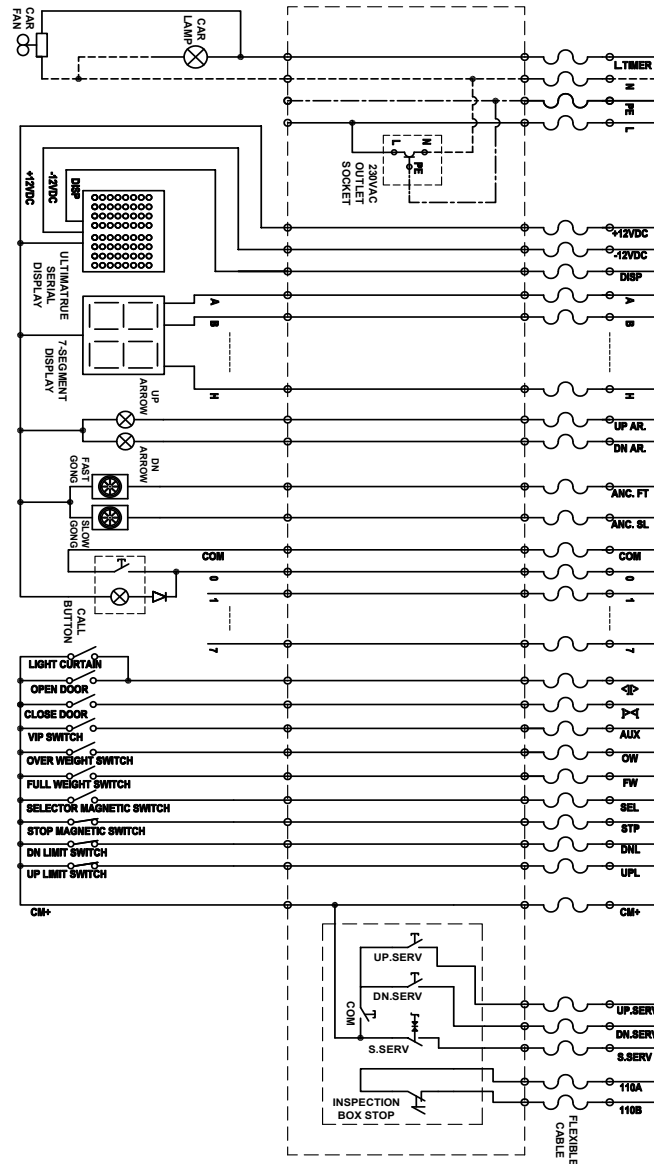 CAR
FAN
CAR
LAMP
L.TIMER
N
PE
L
L
N
PE
230VAC
OUTLET
SOCKET
+12VDC
-12VDC
DISP
+12VDC
-12VDC
DISP
ULTIMATRUE
SERIAL
DISPLAY
A
A
B
B
7-SEGMENT
DISPLAY
H
H
UP
ARROW
UP AR.
DN
ARROW
DN AR.
FAST
GONG
ANC. FT
SLOW
GONG
ANC. SL
COM
COM
0
0
1
1
CALL
BUTTON
7
7
LIGHT CURTAIN
OPEN DOOR
<||>
CLOSE DOOR
VIP SWITCH
AUX
OVER WEIGHT SWITCH
OW
FULL WEIGHT SWITCH
FW
SELECTOR MAGNETIC SWITCH
SEL
STOP MAGNETIC SWITCH
STP
DN LIMIT SWITCH
DNL
UP LIMIT SWITCH
UPL
CM+
CM+
UP.SERV
DN.SERV
COM
S.SERV
UP.SERV
DN.SERV
S.SERV
110A
110B
INSPECTION
BOX STOP
FLEXIBLE
CABLE